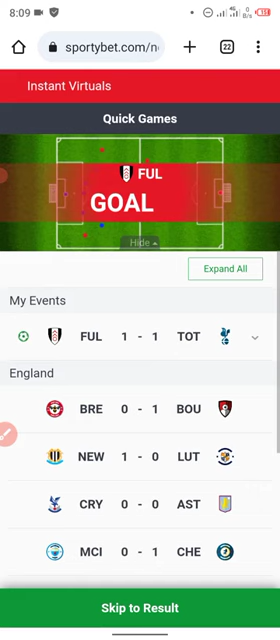 8:09
15
sportybet.com/n
22
Instant Virtuals
Quick Games
FUL
GOAL
Hide
Expand All
My Events
FUL 1 - 1 TOT
England
BRE 0 - 1 BOU
NEW 1 - 0 LUT
CRY 0 - 0 AST
MCI 0 - 1 CHE
Skip to Result